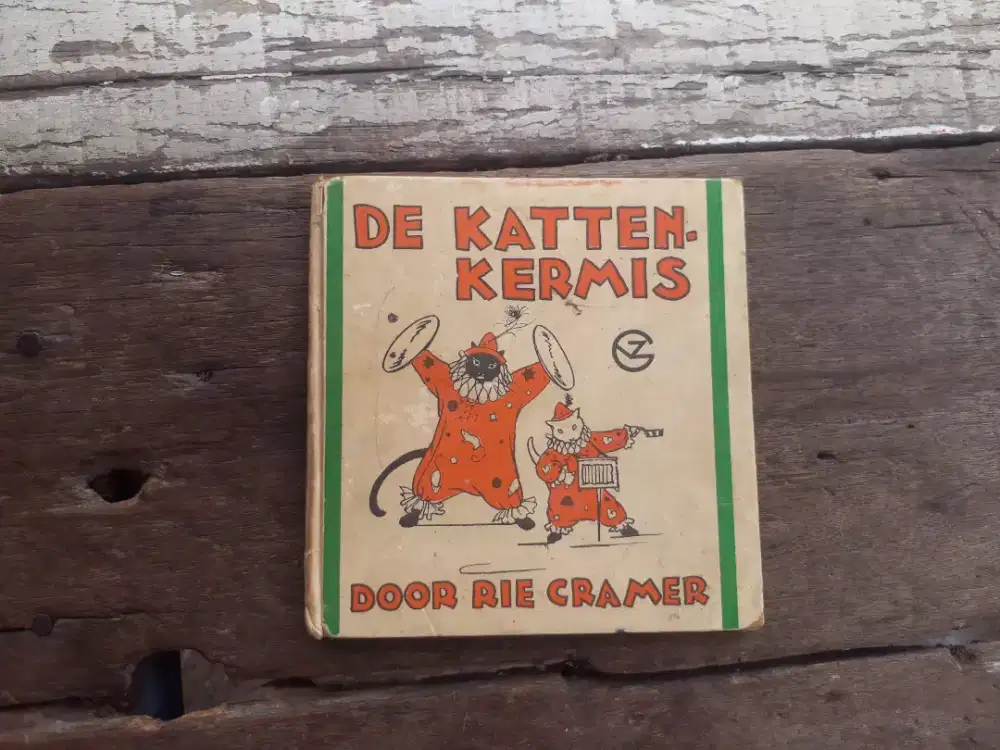 DE KATTEN-
KERMIS
DOOR RIE CRAMER